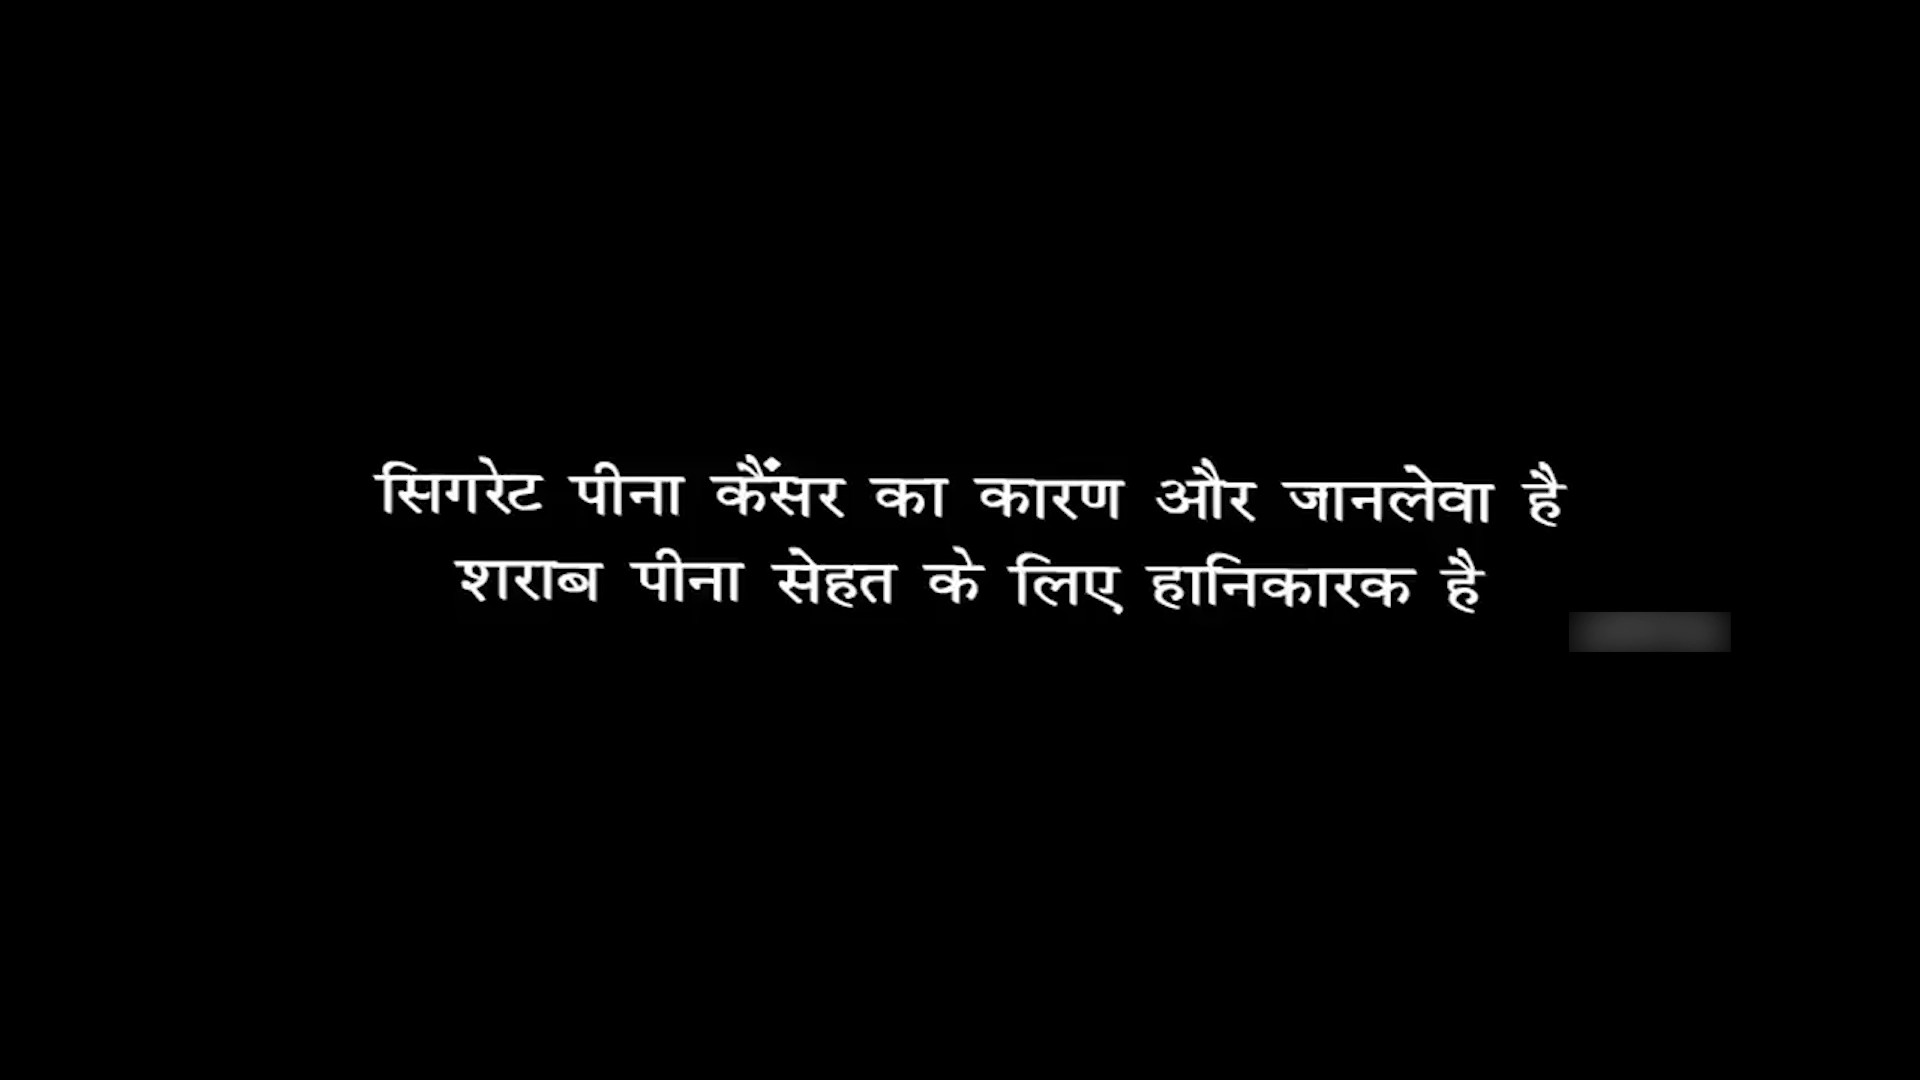 सिगरेट पीना कैंसर का कारण और जानलेवा है
शराब पीना सेहत के लिए हानिकारक है